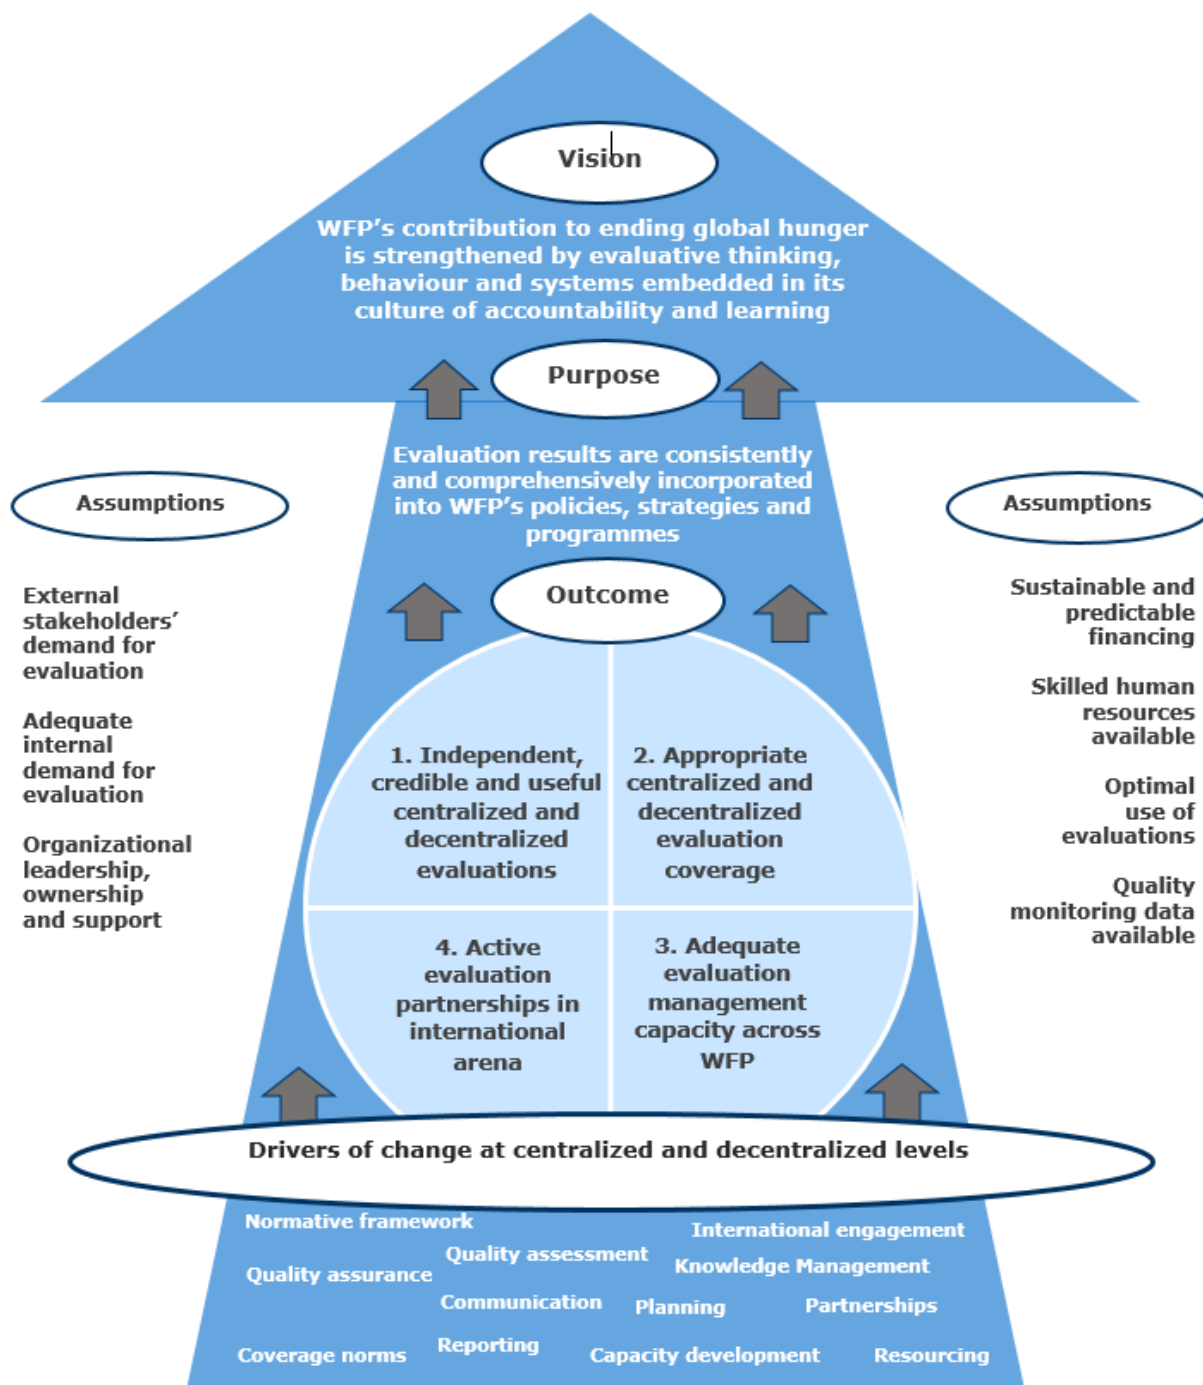 Vision
WFP’s contribution to ending global hunger
is strengthened by evaluative thinking,
behaviour and systems embedded in its
culture of accountability and learning
Purpose
Evaluation results are consistently
and comprehensively incorporated
into WFP’s policies, strategies and
programmes
Assumptions
External
stakeholders’
demand for
evaluation
Adequate
internal
demand for
evaluation
Organizational
leadership,
ownership
and support
Assumptions
Sustainable and
predictable
financing
Skilled human
resources
available
Optimal
use of
evaluations
Quality
monitoring data
available
Outcome
1. Independent,
credible and useful
centralized and
decentralized
evaluations
2. Appropriate
centralized and
decentralized
evaluation
coverage
4. Active
evaluation
partnerships in
international
arena
3. Adequate
evaluation
management
capacity across
WFP
Drivers of change at centralized and decentralized levels
Normative framework
International engagement
Quality assessment
Knowledge Management
Quality assurance
Communication
Planning
Partnerships
Coverage norms
Reporting
Capacity development
Resourcing